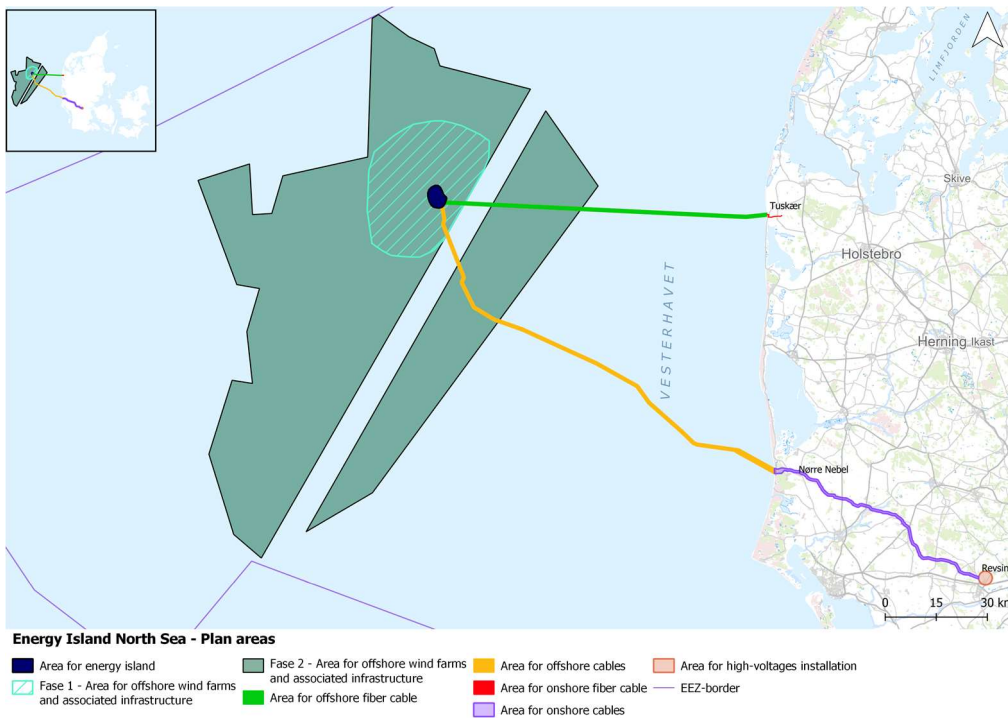 LIMFJORDEN
Skive
Tuskær
Holstebro
VESTERHAVET
Herning
Ikast
Nørre Nebel
Revsin
0 15 30 km
Energy Island North Sea - Plan areas
Area for energy island
Fase 1 - Area for offshore wind farms
and associated infrastructure
Fase 2 - Area for offshore wind farms
and associated infrastructure
Area for offshore fiber cable
Area for offshore cables
Area for onshore fiber cable
Area for onshore cables
Area for high-voltages installation
EEZ-border